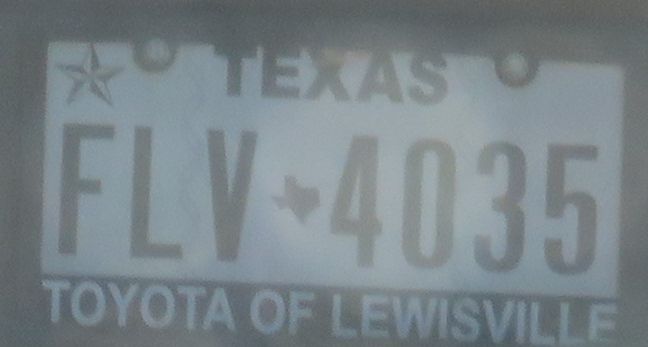 TEXAS
FLV 4035
TOYOTA OF LEWISVILLE